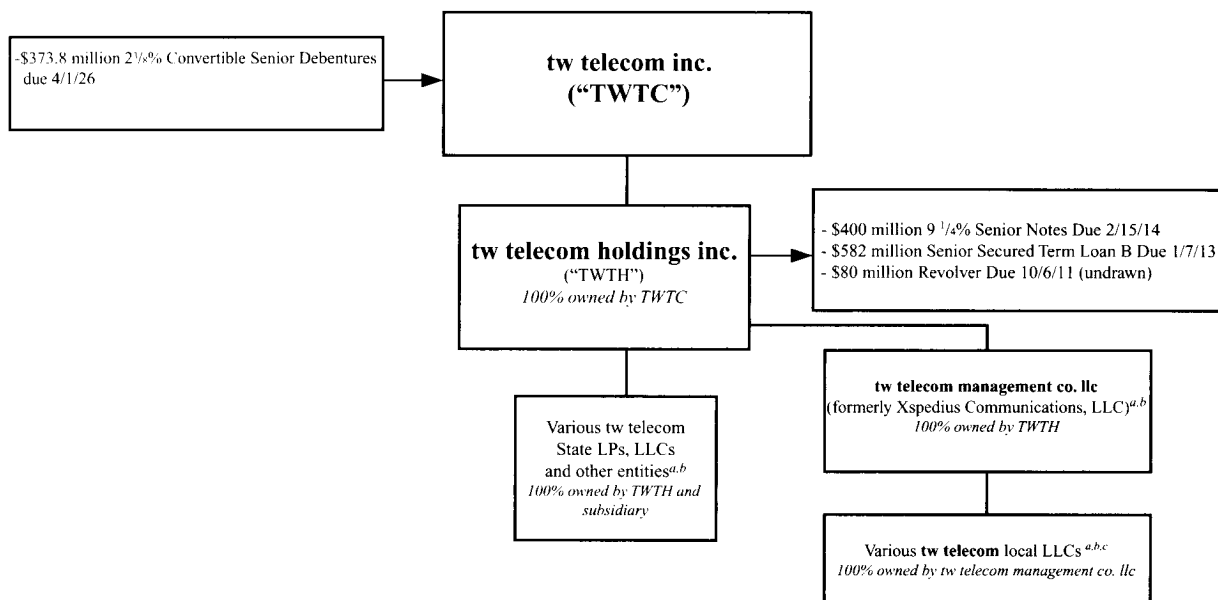 -$373.8 million 2 1/8% Convertible Senior Debentures
due 4/1/26
tw telecom inc.
(“TWTC”)
tw telecom holdings inc.
(“TWTH”)
100% owned by TWTC
- $400 million 9 1/4% Senior Notes Due 2/15/14
- $582 million Senior Secured Term Loan B Due 1/7/13
- $80 million Revolver Due 10/6/11 (undrawn)
Various tw telecom
State LPs, LLCs
and other entities a,b
100% owned by TWTH and
subsidiary
tw telecom management co. llc
(formerly Xspedius Communications, LLC) a,b
100% owned by TWTH
Various tw telecom local LLCs a,b,c
100% owned by tw telecom management co. llc